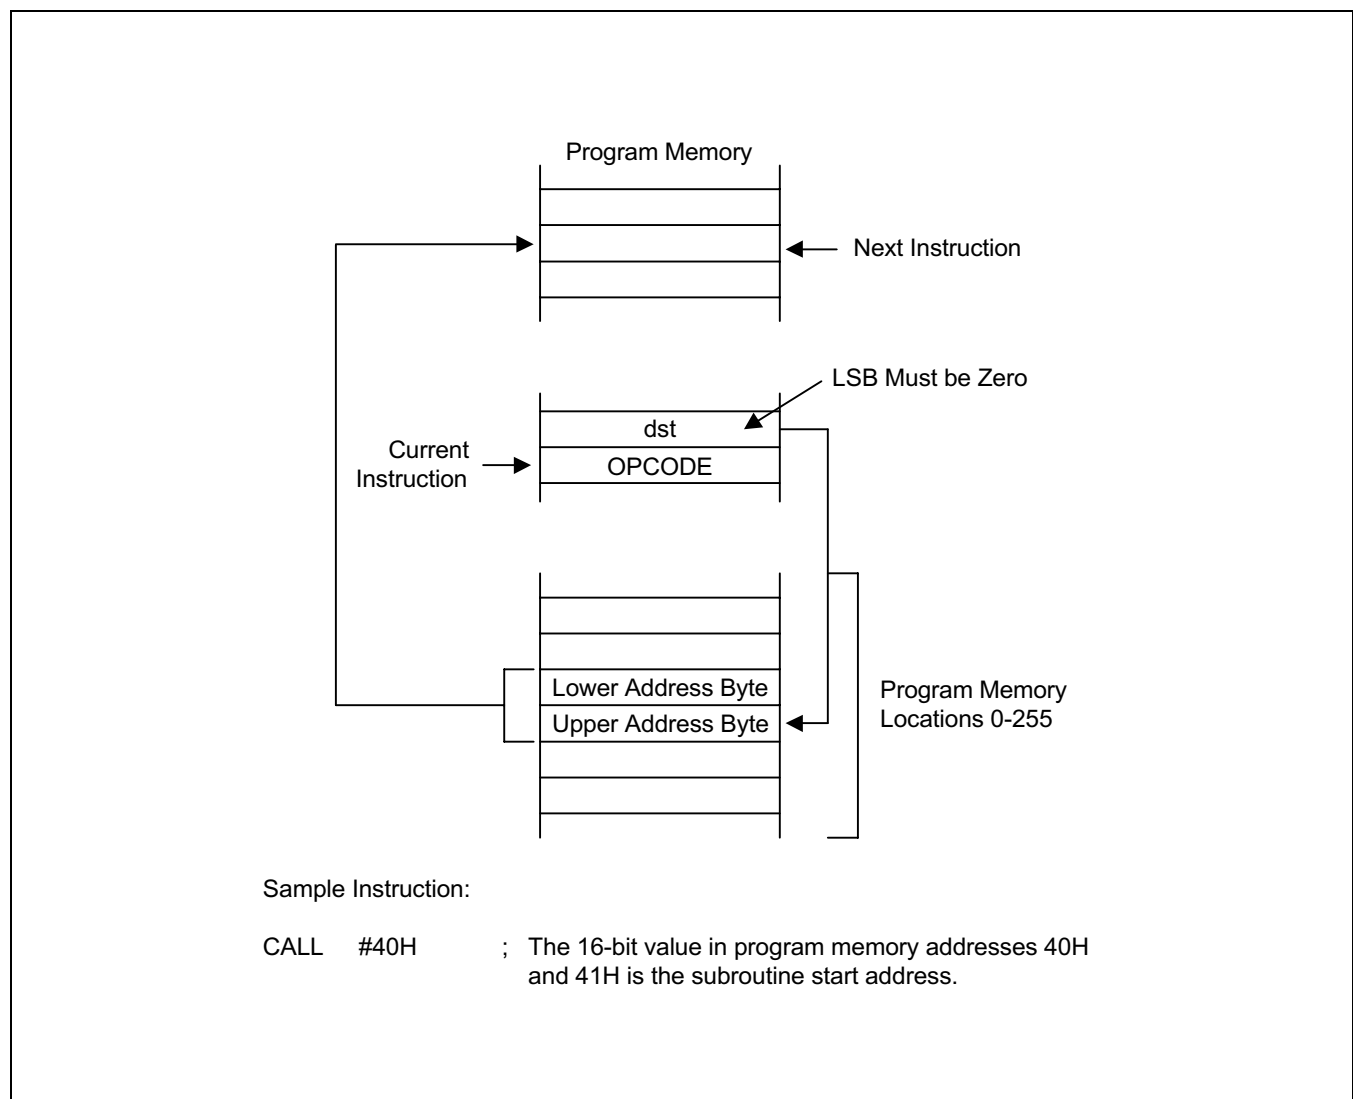 Program Memory
Next Instruction
LSB Must be Zero
dst
Current
Instruction
OPCODE
Lower Address Byte
Upper Address Byte
Program Memory
Locations 0-255
Sample Instruction:
CALL #40H ; The 16-bit value in program memory addresses 40H
and 41H is the subroutine start address.